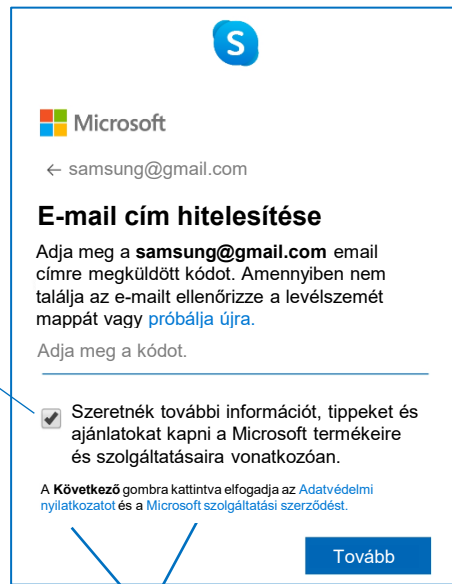 S
Microsoft
← samsung@gmail.com
E-mail cím hitelesítése
Adja meg a samsung@gmail.com email
címre megküldött kódot. Amennyiben nem
találja az e-mailt ellenőrizze a levélszemét
mappát vagy próbálja újra.
Adja meg a kódot.
Szeretnék további információt, tippeket és
ajánlatokat kapni a Microsoft termékeire
és szolgáltatásaira vonatkozóan.
A Következő gombra kattintva elfogadja az Adatvédelmi
nyilatkozatot és a Microsoft szolgáltatási szerződést.
Tovább